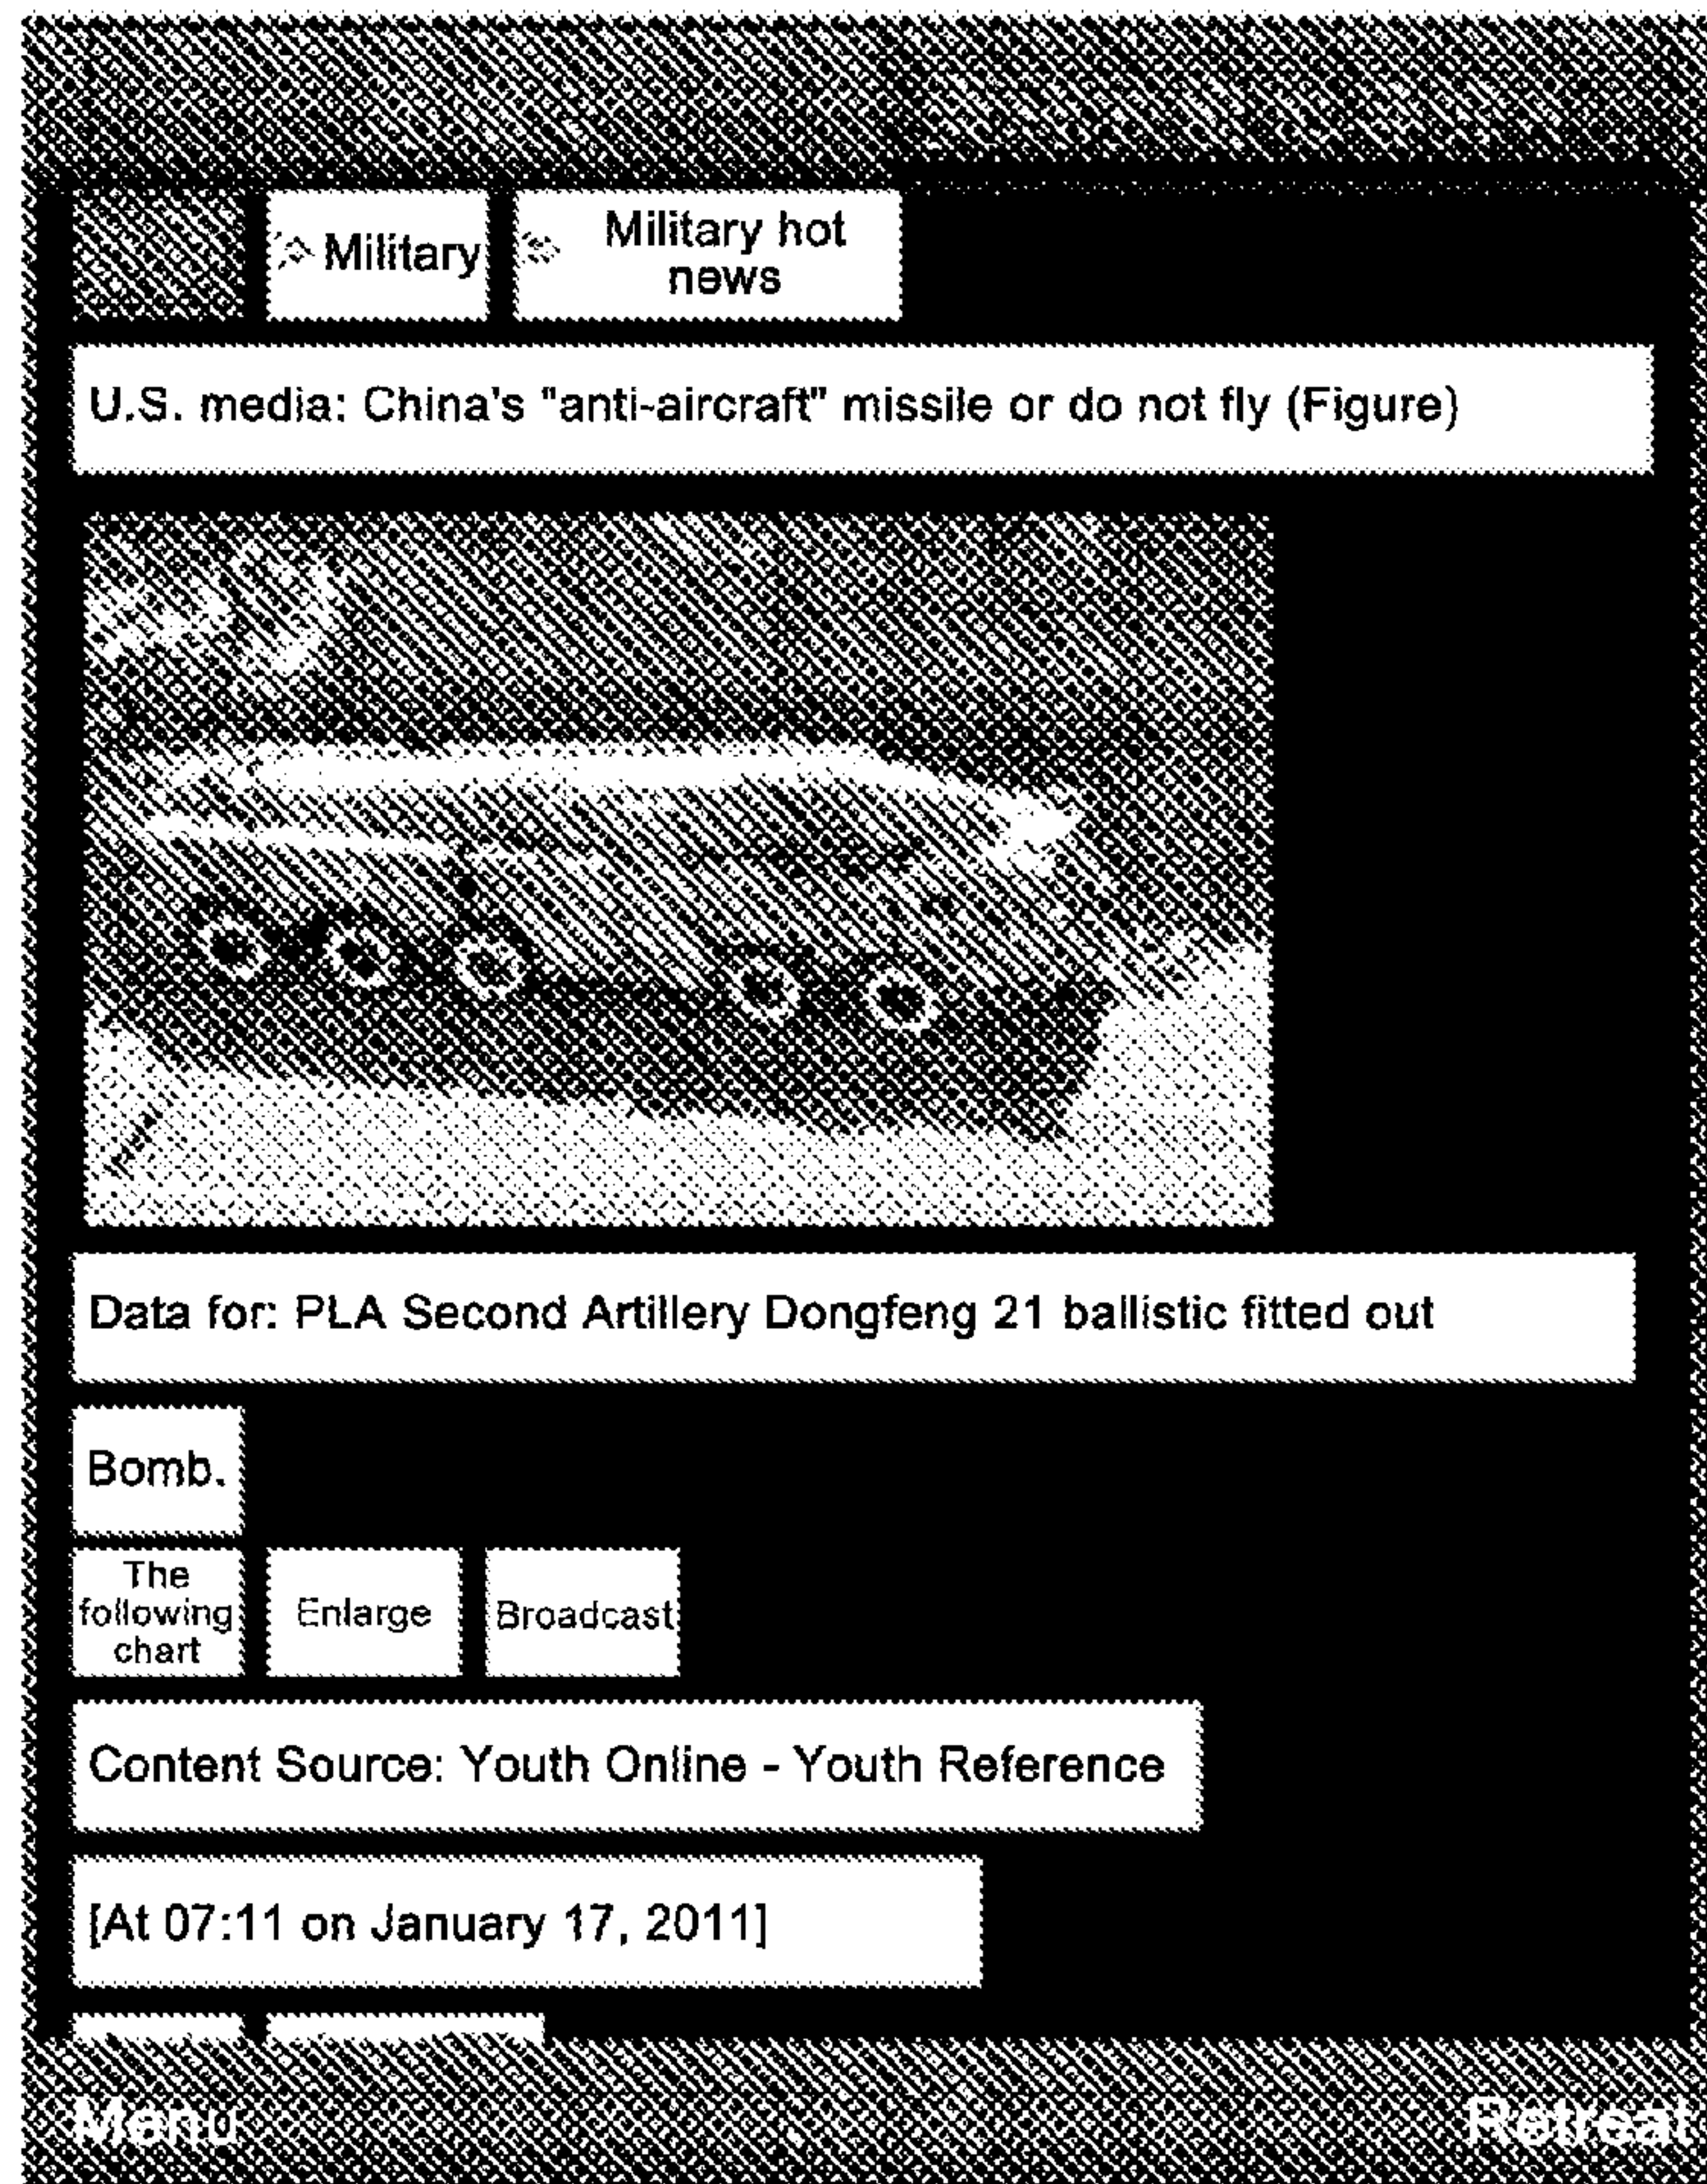 Military
Military hot
news
U.S. media: China's "anti-aircraft" missile or do not fly (Figure)
Data for: PLA Second Artillery Dongfeng 21 ballistic fitted out
Bomb.
The
following
chart
Enlarge
Broadcast
Content Source: Youth Online - Youth Reference
[At 07:11 on January 17, 2011]
Menu
Retreat